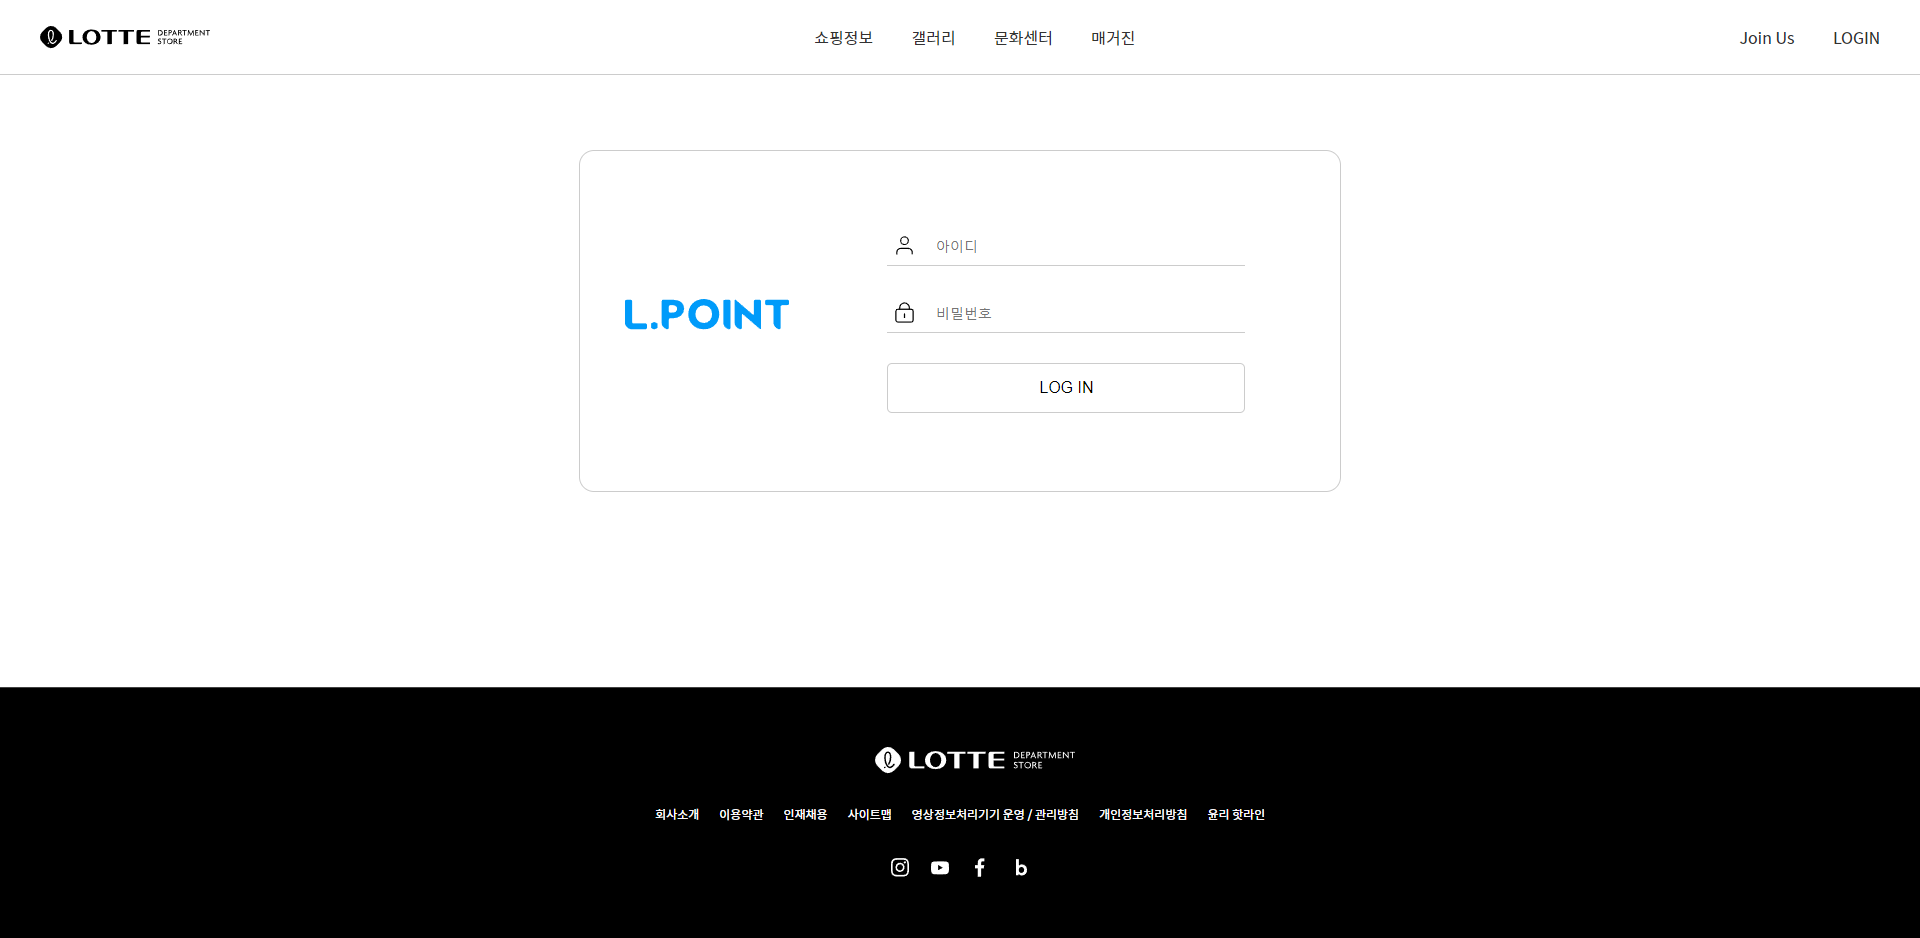 LOTTE DEPARTMENT STORE
쇼핑정보 갤러리 문화센터 매거진
Join Us LOGIN
아이디
L.POINT
비밀번호
LOG IN
LOTTE DEPARTMENT STORE
회사소개 이용약관 인재채용 사이트맵 영상정보처리기기 운영 / 관리방침 개인정보처리방침 윤리 핫라인